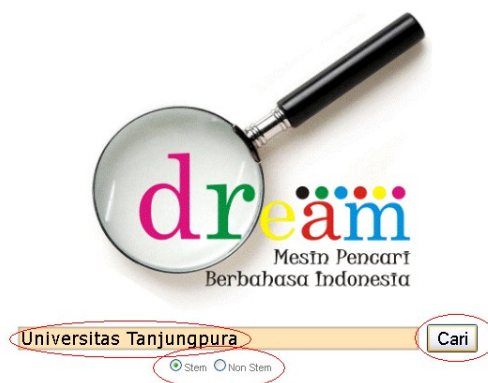 dream
Mesin Pencari
Berbahasa Indonesia
Universitas Tanjungpura Cari
Stem Non Stem